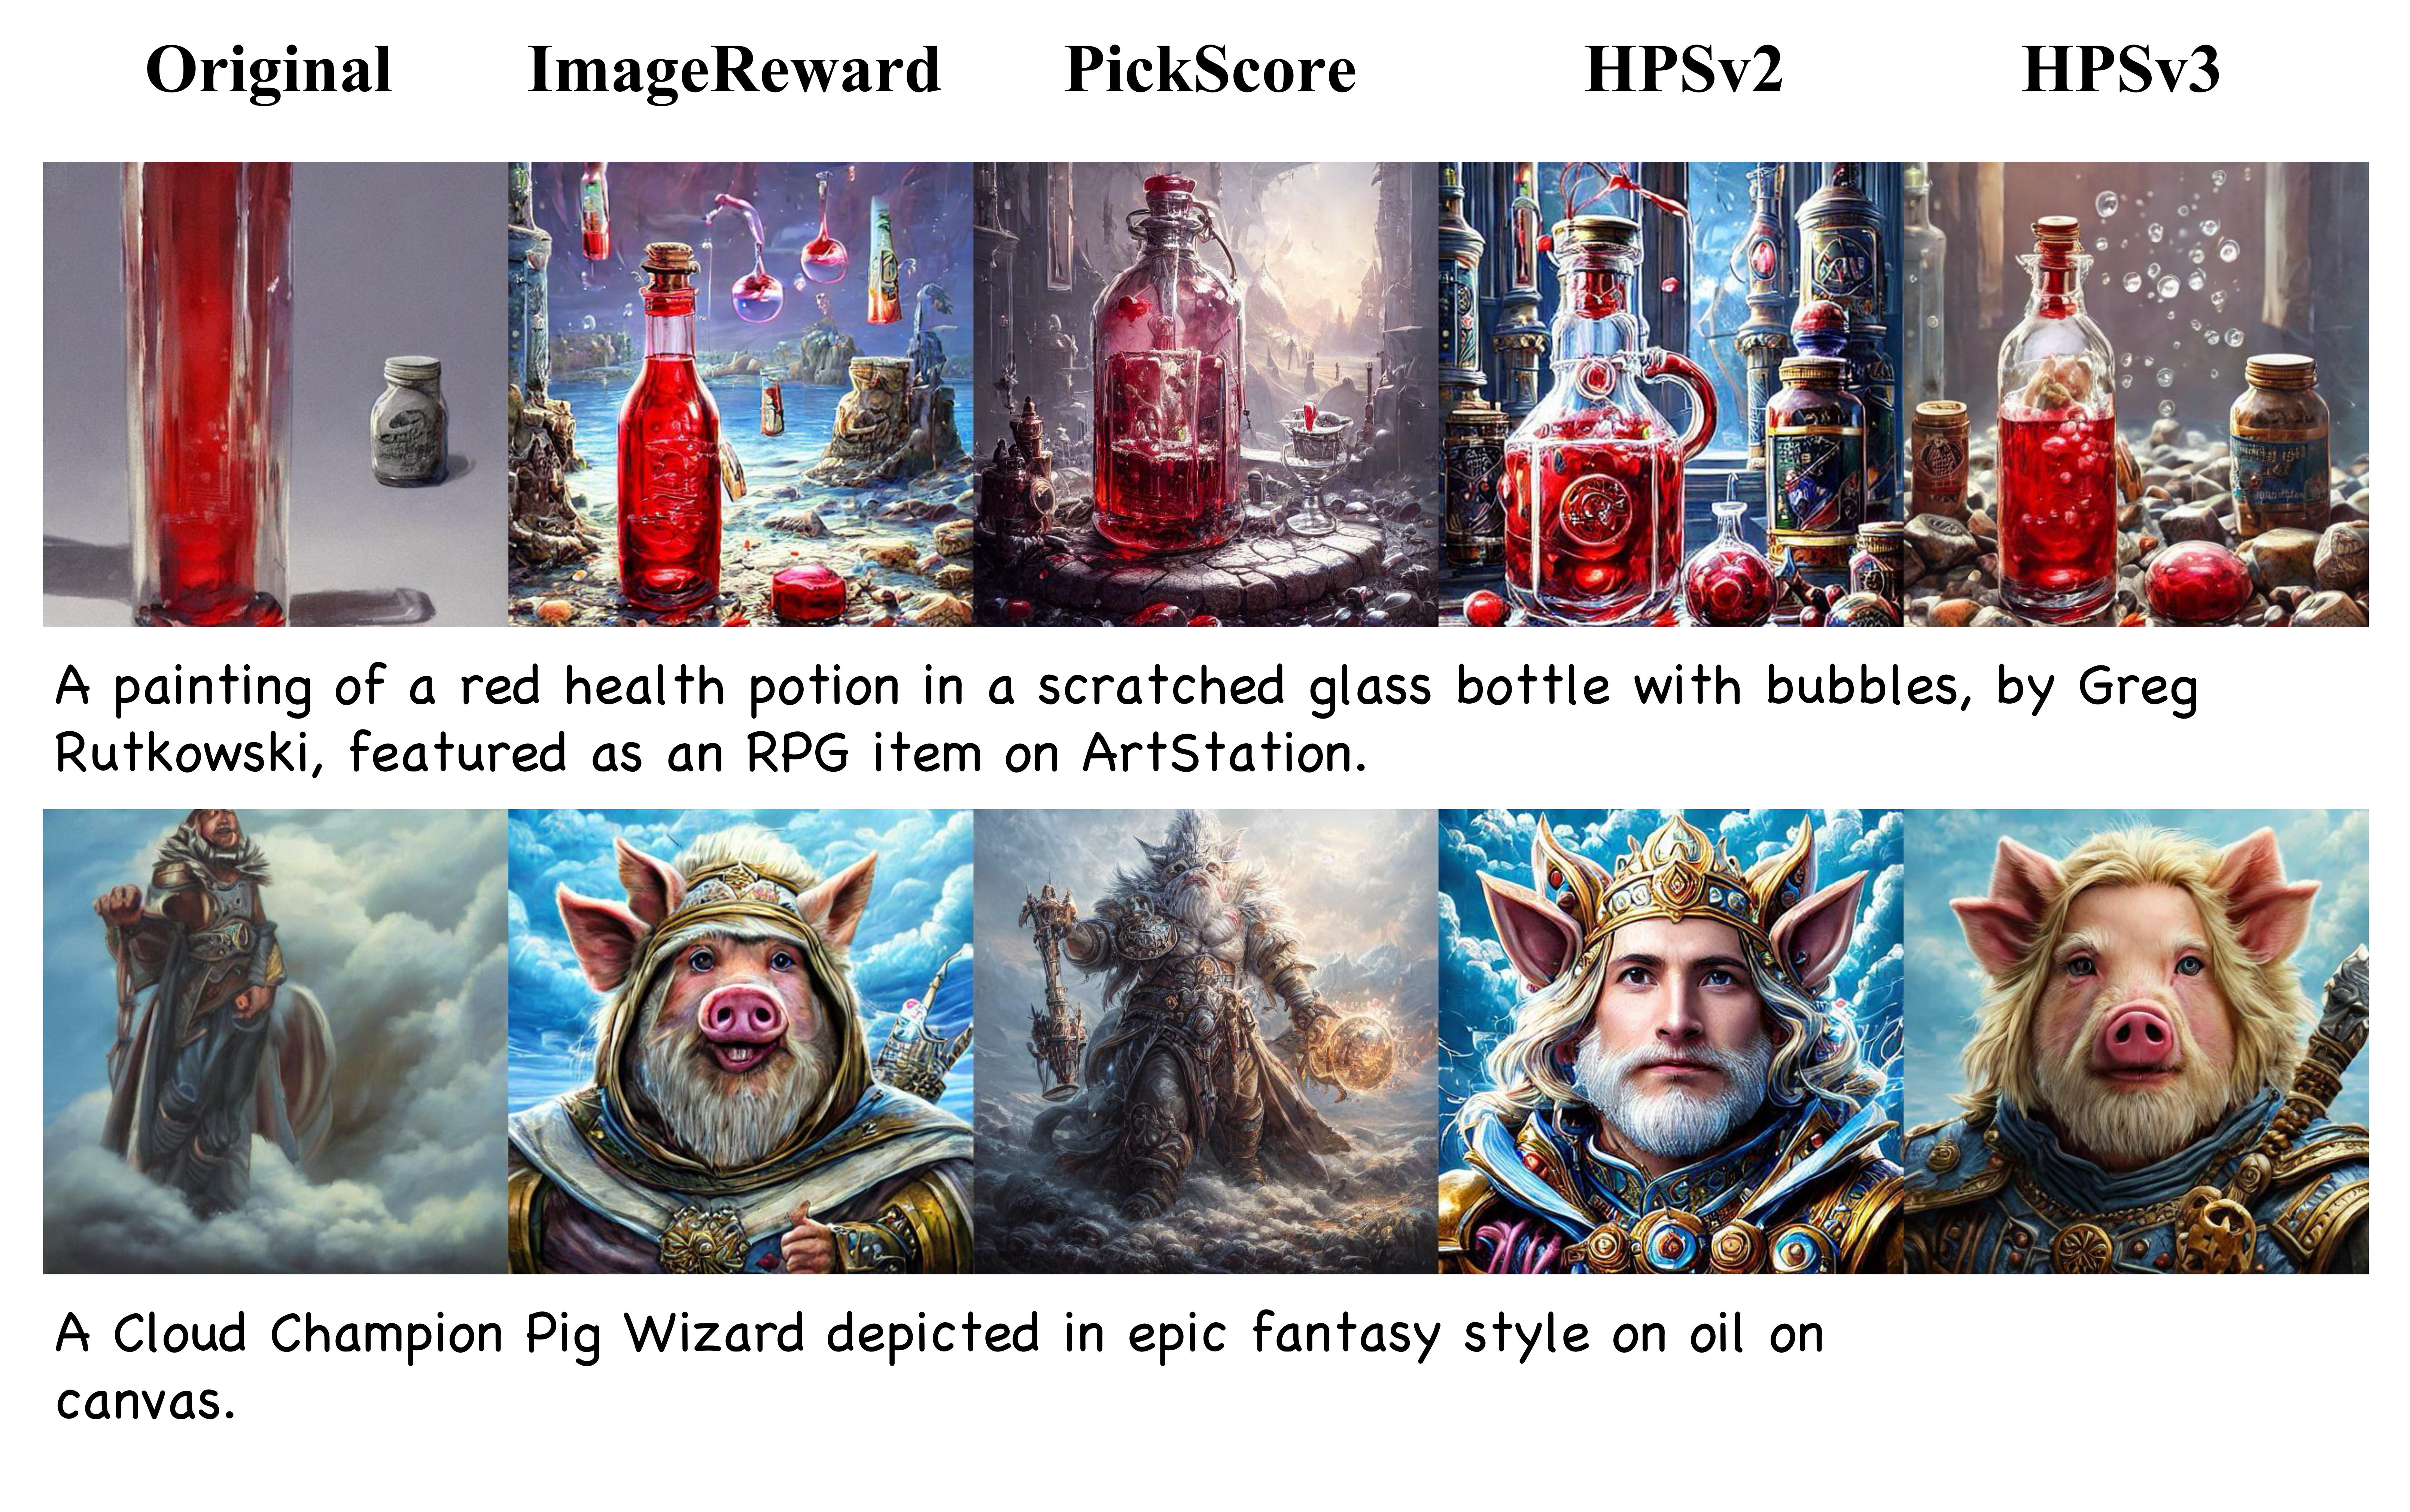 Original ImageReward PickScore HPSv2 HPSv3
A painting of a red health potion in a scratched glass bottle with bubbles, by Greg
Rutkowski, featured as an RPG item on ArtStation.
A Cloud Champion Pig Wizard depicted in epic fantasy style on oil on
canvas.